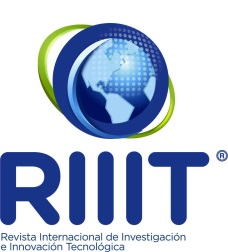 RIIIT®
Revista Internacional de Investigación
e Innovación Tecnológica